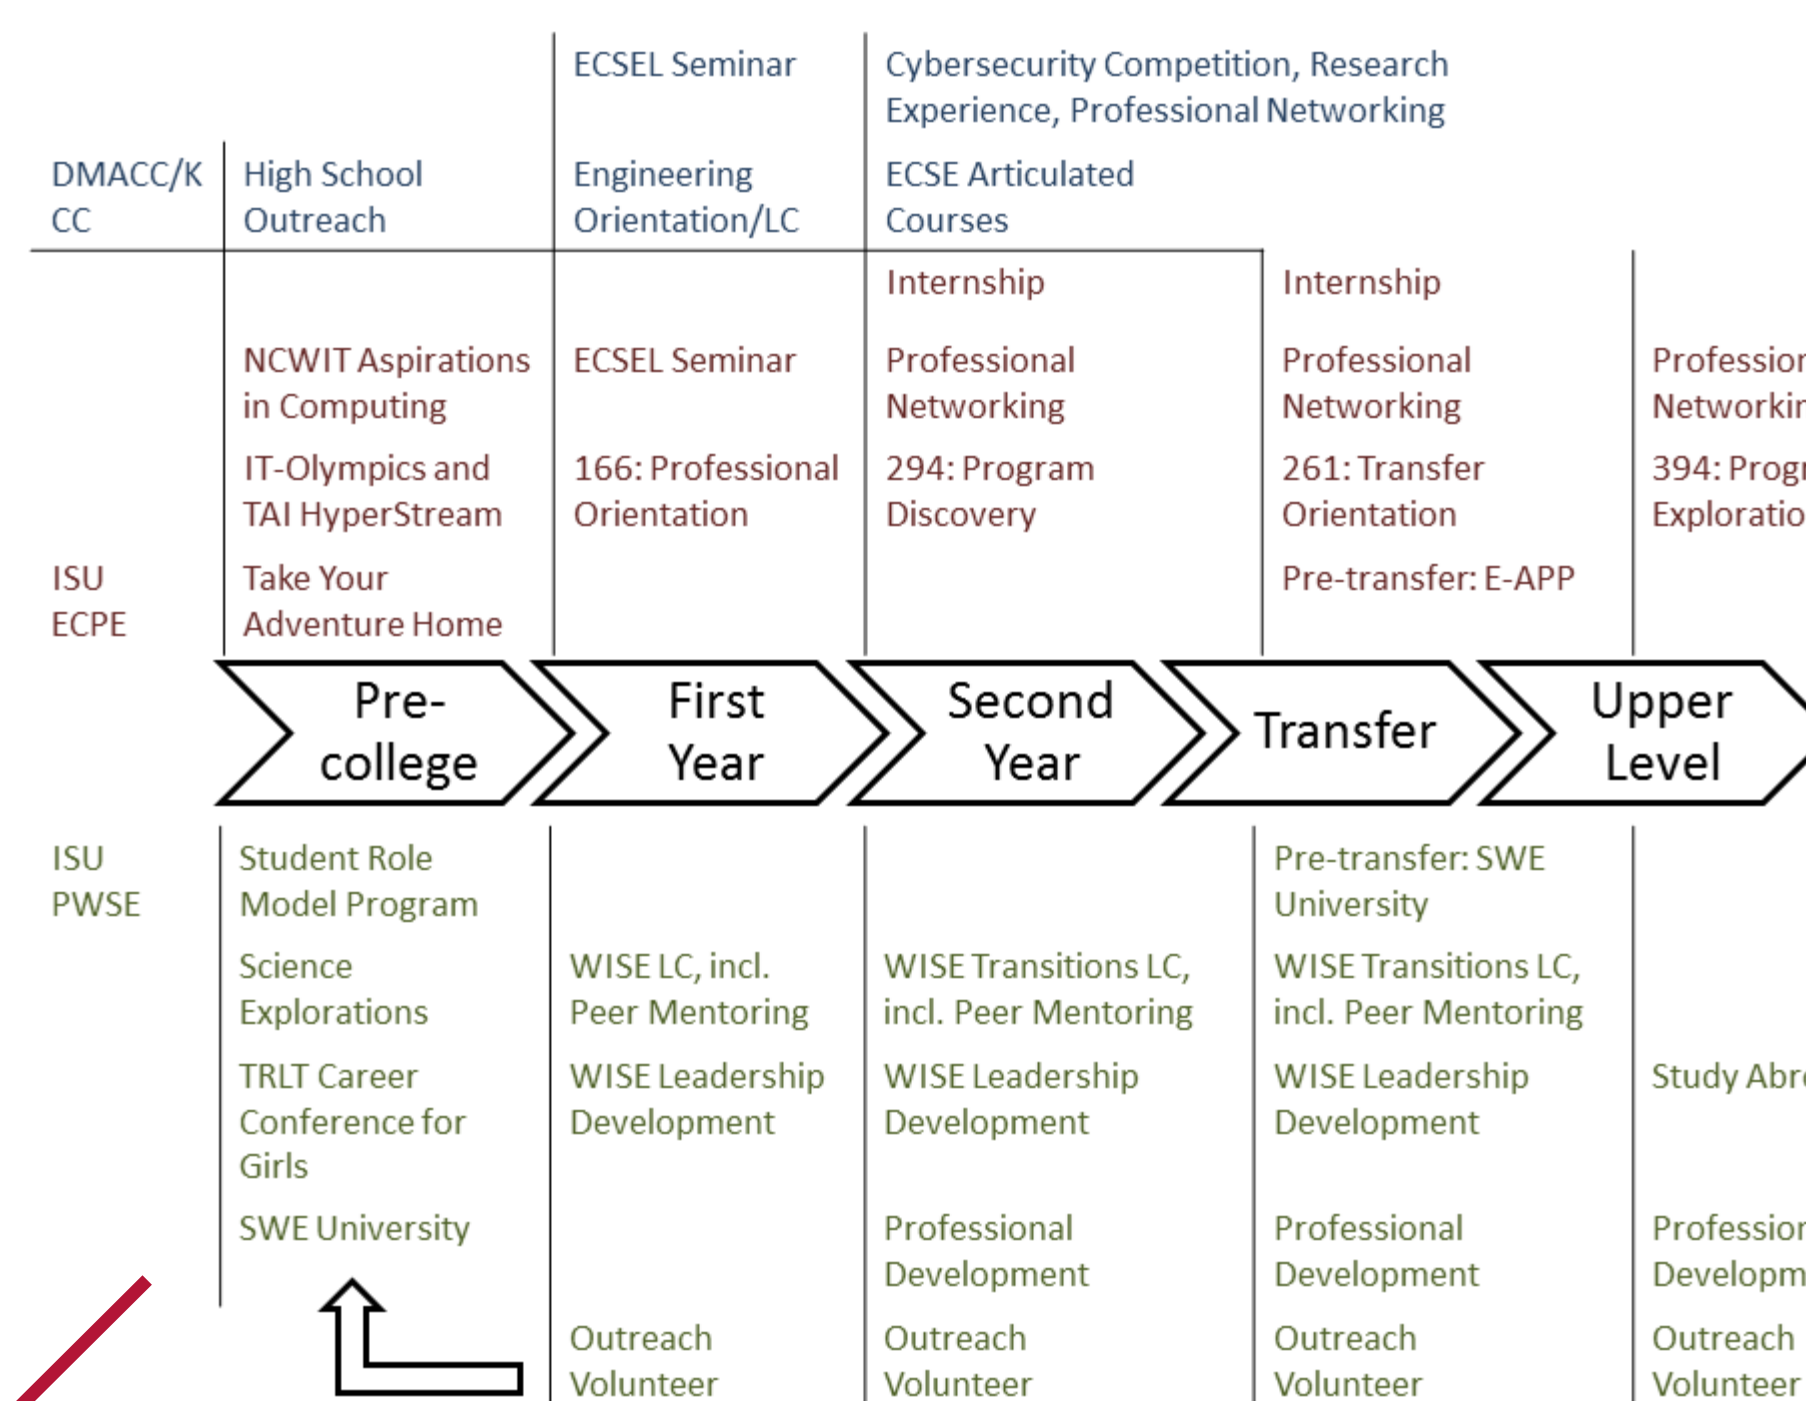 ECSEL Seminar
Cybersecurity Competition, Research
Experience, Professional Networking
DMACC/K
CC
High School
Outreach
Engineering
Orientation/LC
ECSE Articulated
Courses
Internship
Internship
NCWIT Aspirations
in Computing
ECSEL Seminar
Professional
Networking
Professional
Networking
IT-Olympics and
TAI HyperStream
166: Professional
Orientation
294: Program
Discovery
261: Transfer
Orientation
394:
ISU
ECPE
Take Your
Adventure Home
Pre-transfer: E-APP
Pre-
college
First
Year
Second
Year
Transfer
Upper
Level
ISU
PWSE
Student Role
Model Program
Pre-transfer: SWE
University
Science
Explorations
WISE LC, incl.
Peer Mentoring
WISE Transitions LC,
incl. Peer Mentoring
WISE Transitions LC,
incl. Peer Mentoring
TRLT Career
Conference for
Girls
WISE Leadership
Development
WISE Leadership
Development
WISE Leadership
Development
Study
SWE University
Professional
Development
Professional
Development
Outreach
Volunteer
Outreach
Volunteer
Outreach
Volunteer
Outreach
Volunteer